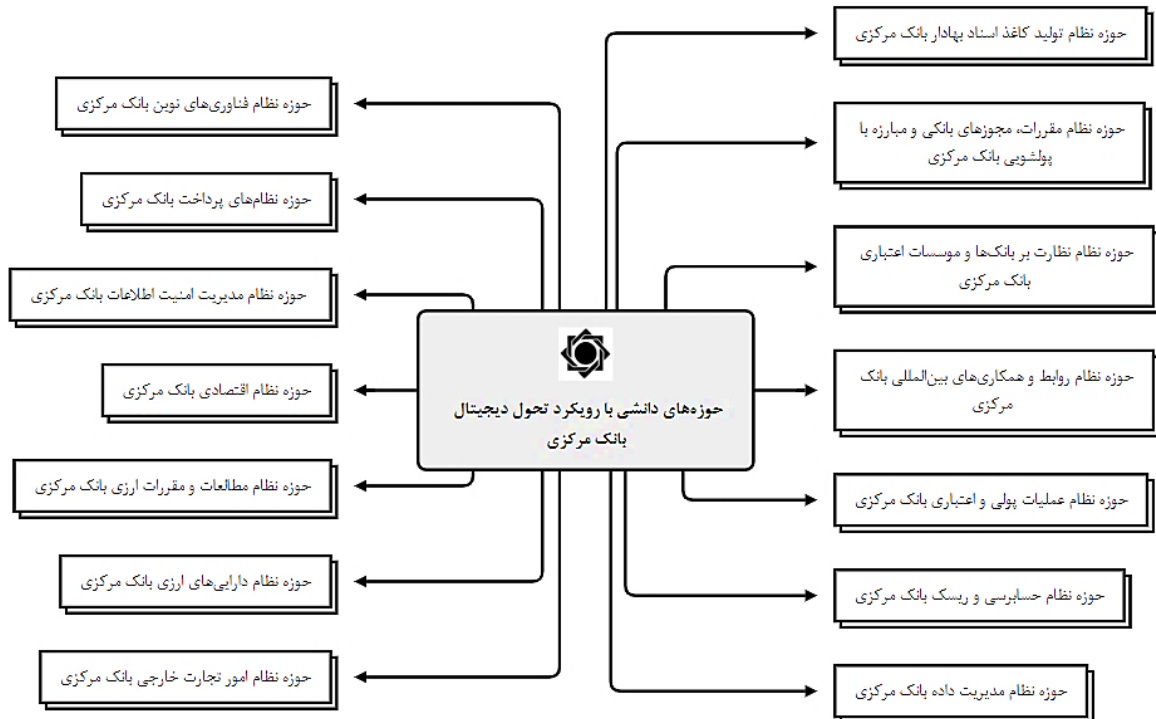 حوزه نظام تولید کاغذ اسناد بهادار بانک مرکزی
حوزه نظام مقررات، مجوزهای بانکی و مبارزه با
پولشویی بانک مرکزی
حوزه نظام نظارت بر بانک‌ها و موسسات اعتباری
بانک مرکزی
حوزه نظام روابط و همکاری‌های بین‌المللی بانک
مرکزی
حوزه نظام عملیات پولی و اعتباری بانک مرکزی
حوزه نظام حسابرسی و ریسک بانک مرکزی
حوزه نظام مدیریت داده بانک مرکزی
حوزه‌های دانشی با رویکرد تحول دیجیتال
بانک مرکزی
حوزه نظام فناوری‌های نوین بانک مرکزی
حوزه نظام‌های پرداخت بانک مرکزی
حوزه نظام مدیریت امنیت اطلاعات بانک مرکزی
حوزه نظام اقتصادی بانک مرکزی
حوزه نظام مطالعات و مقررات ارزی بانک مرکزی
حوزه نظام دارایی‌های ارزی بانک مرکزی
حوزه نظام امور تجارت خارجی بانک مرکزی